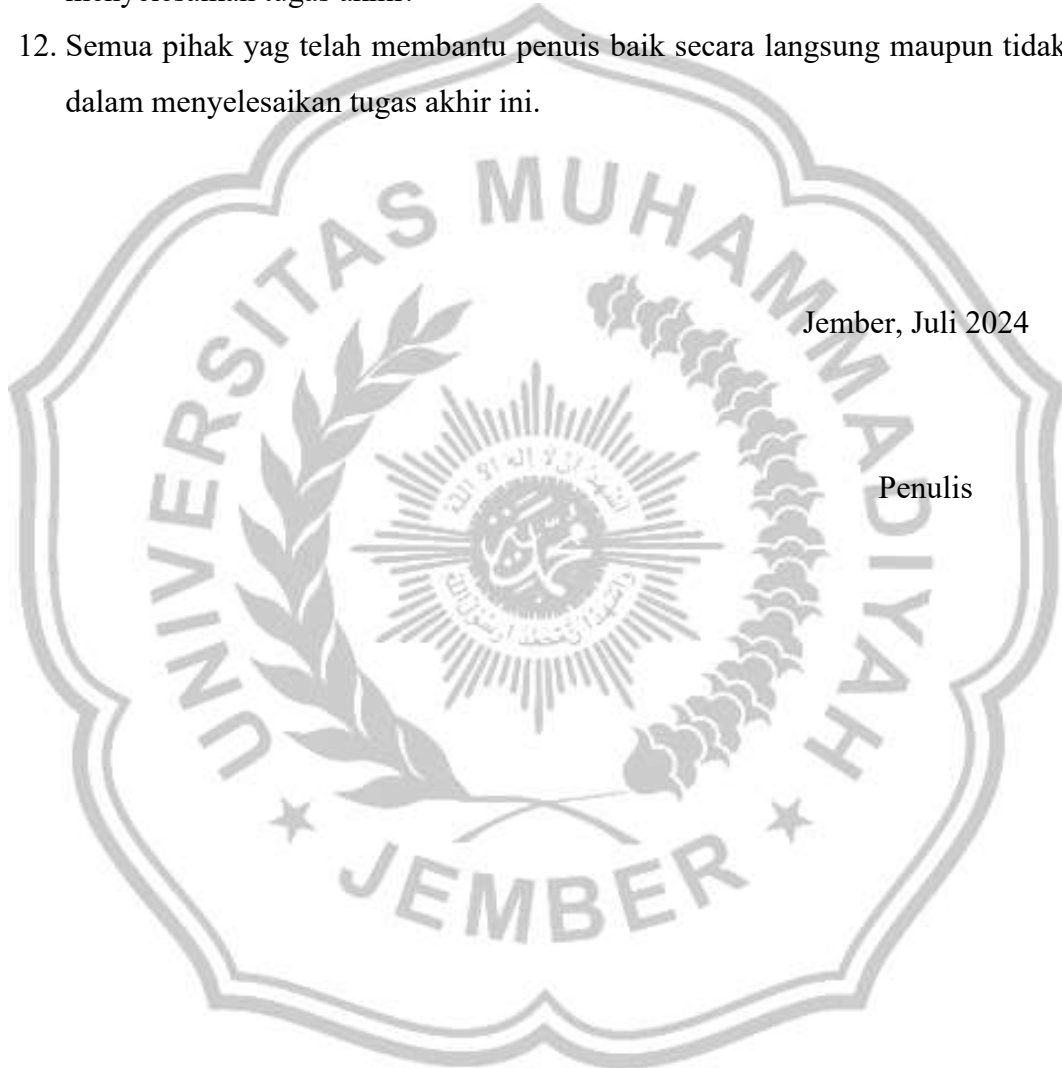 menyelesaikan tugas akhir.
12. Semua pihak yag telah membantu penuis baik secara langsung maupun tidak
dalam menyelesaikan tugas akhir ini.
UNIVERSITAS MUHAMMADIYAH
Jember, Juli 2024
Penulis
JEMBER